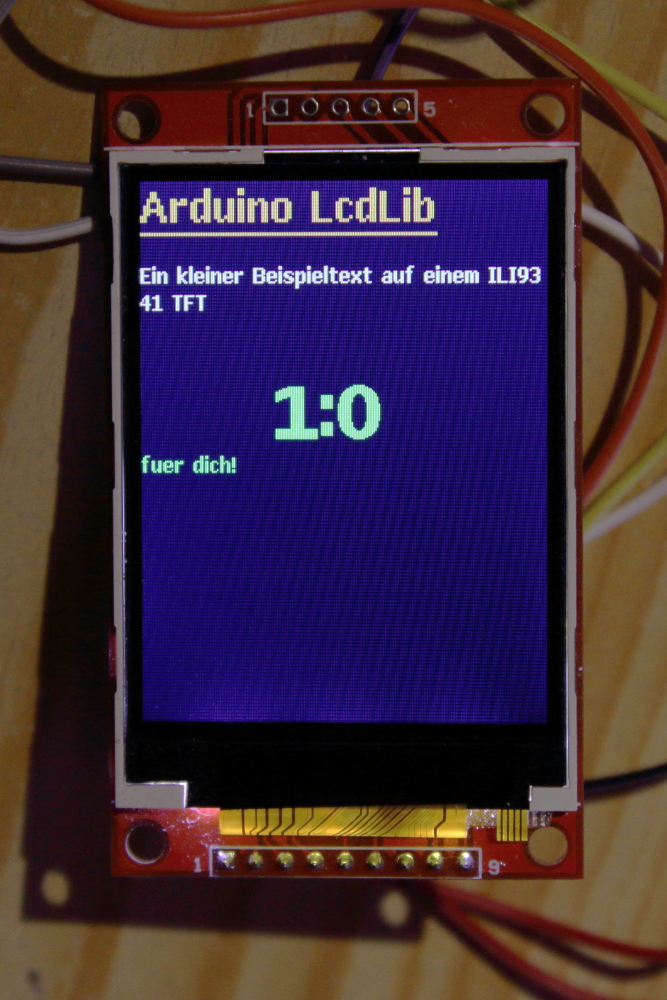 1 5
Arduino LcdLib
Ein kleiner Beispieltext auf einem ILI93
41 TFT
1:0
fuer dich!
1 9